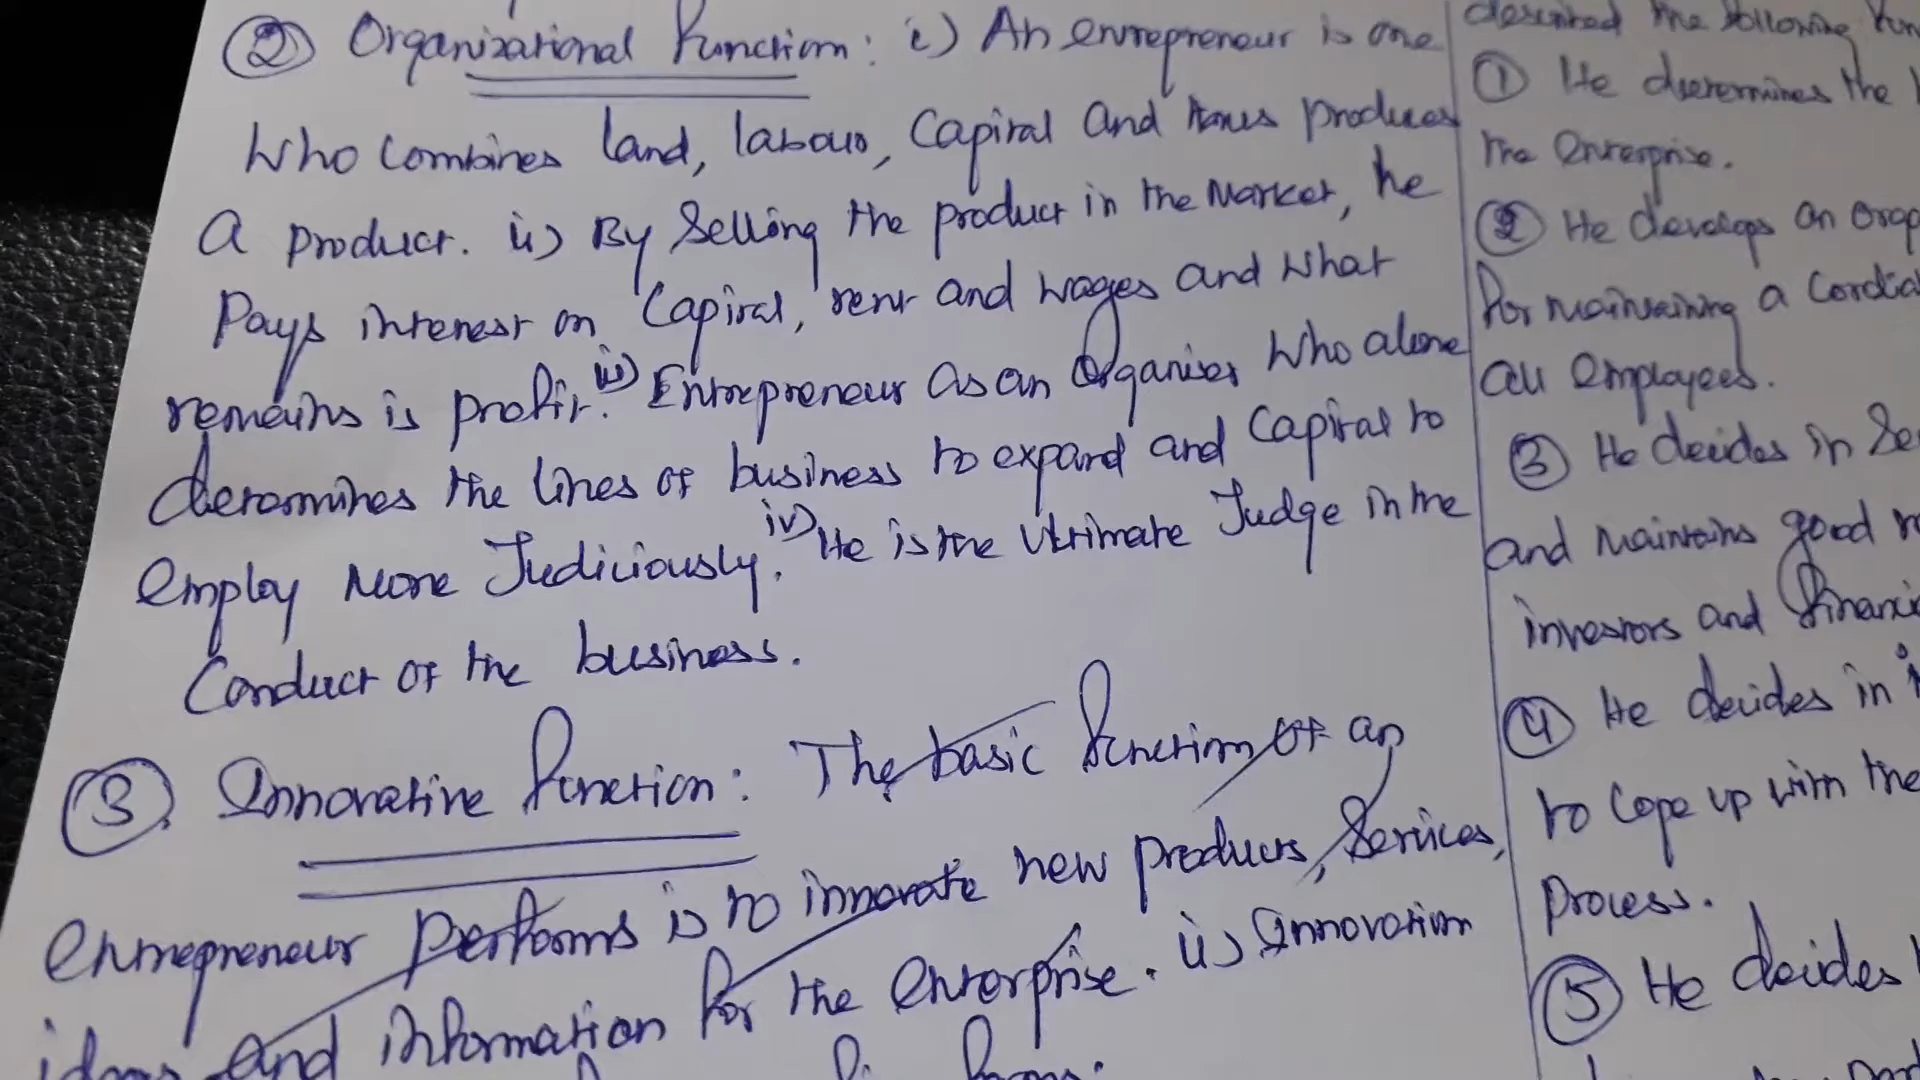 ② Organizational Function: i) An entrepreneur is one
Who Combines land, labour, Capital and thus produces
a product. ii) By Selling the product in the Market, he
Pays interest on Capital, rent and wages and what
remains is profit. iii) Entrepreneur as an Organiser who alone
determines the lines of business to expand and Capital to
employ more Judiciously. iv) He is the Ultimate Judge in the
Conduct of the business.
③ Innovative Function: The basic function of an
entrepreneur performs is to innovate new products, Services,
ideas and information for the enterprise. ii) Innovation
described the following
① He determines the
the enterprise.
② He develops an
for maintaining a
all employees.
③ He decides in
and maintains good
investors and
④ He decides in
to Cope up with the
process.
⑤ He decides